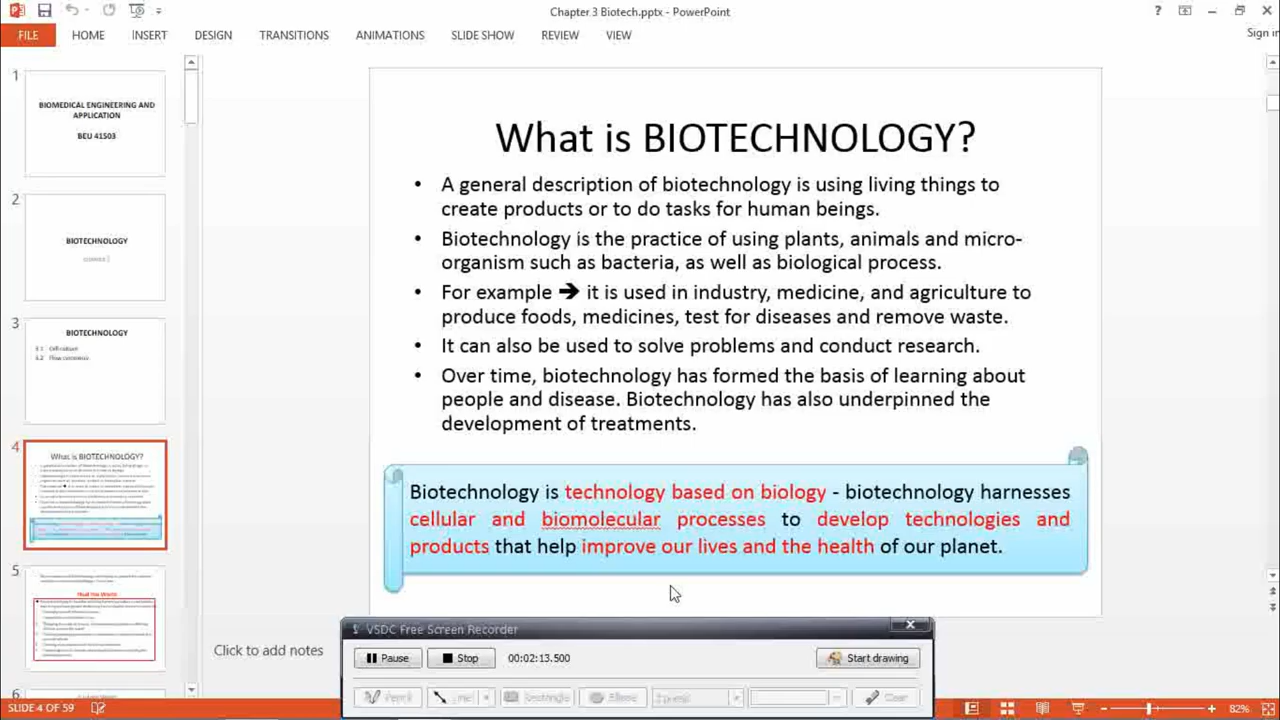 Chapter 3 Biotech.pptx - PowerPoint
?
FILE HOME INSERT DESIGN TRANSITIONS ANIMATIONS SLIDE SHOW REVIEW VIEW
Sign in
1
BIOMEDICAL ENGINEERING AND
APPLICATION
BEU 41503
2
BIOTECHNOLOGY
3
BIOTECHNOLOGY
4
What is BIOTECHNOLOGY?
5
6
What is BIOTECHNOLOGY?
• A general description of biotechnology is using living things to
create products or to do tasks for human beings.
• Biotechnology is the practice of using plants, animals and micro-
organism such as bacteria, as well as biological process.
• For example ➔ it is used in industry, medicine, and agriculture to
produce foods, medicines, test for diseases and remove waste.
• It can also be used to solve problems and conduct research.
• Over time, biotechnology has formed the basis of learning about
people and disease. Biotechnology has also underpinned the
development of treatments.
Biotechnology is technology based on biology - biotechnology harnesses
cellular and biomolecular processes to develop technologies and
products that help improve our lives and the health of our planet.
Click to add notes
VSDC Free Screen Recorder
Pause Stop 00:02:13.500 Start drawing
Rectangle Ellipse Clear
SLIDE 4 OF 59
82%